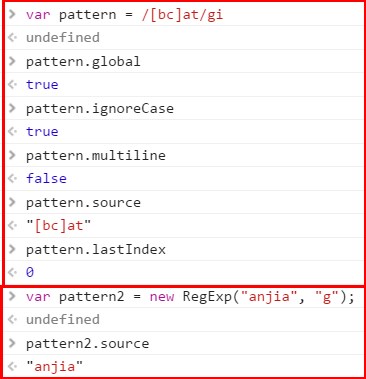 > var pattern = /[bc]at/gi
< undefined
> pattern.global
< true
> pattern.ignoreCase
< true
> pattern.multiline
< false
> pattern.source
< "[bc]at"
> pattern.lastIndex
< 0
> var pattern2 = new RegExp("anjia", "g");
< undefined
> pattern2.source
< "anjia"